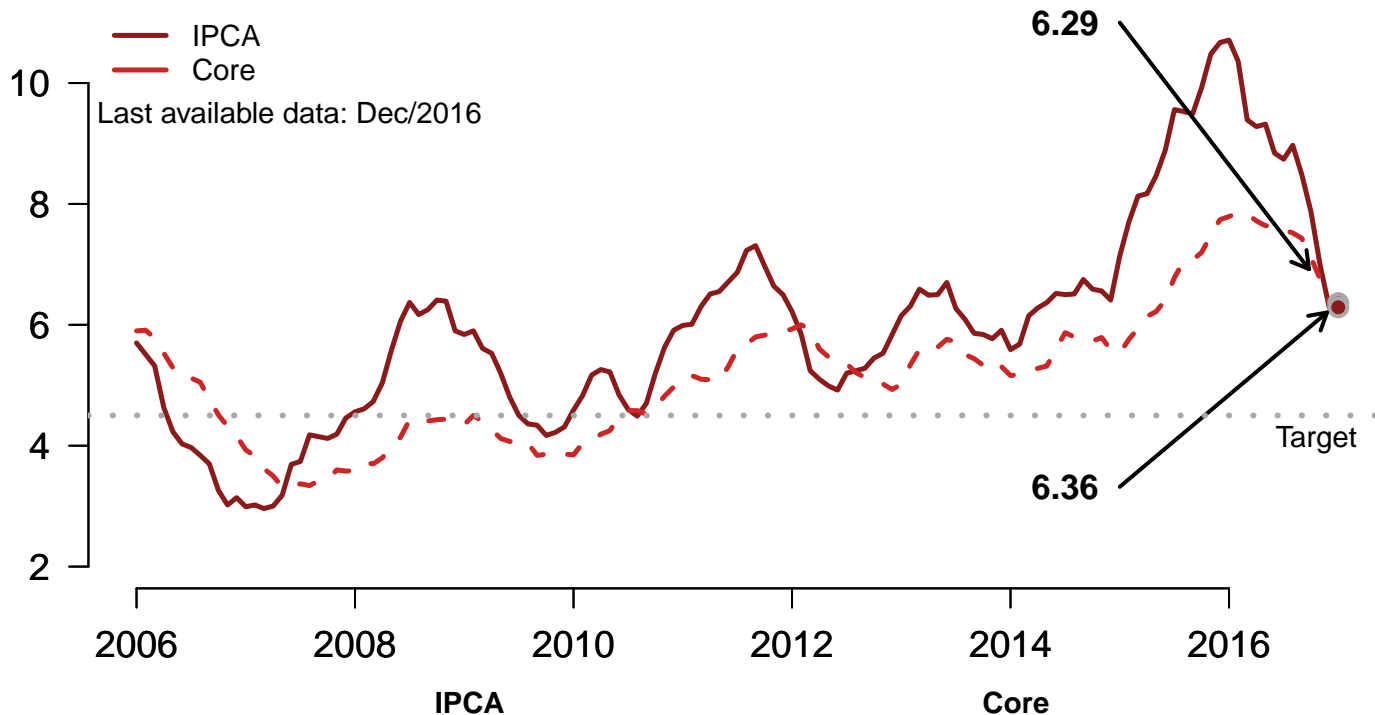 6.29
IPCA
Core
Last available data: Dec/2016
10
8
6
4
2
Target
6.36
2006 2008 2010 2012 2014 2016
IPCA Core